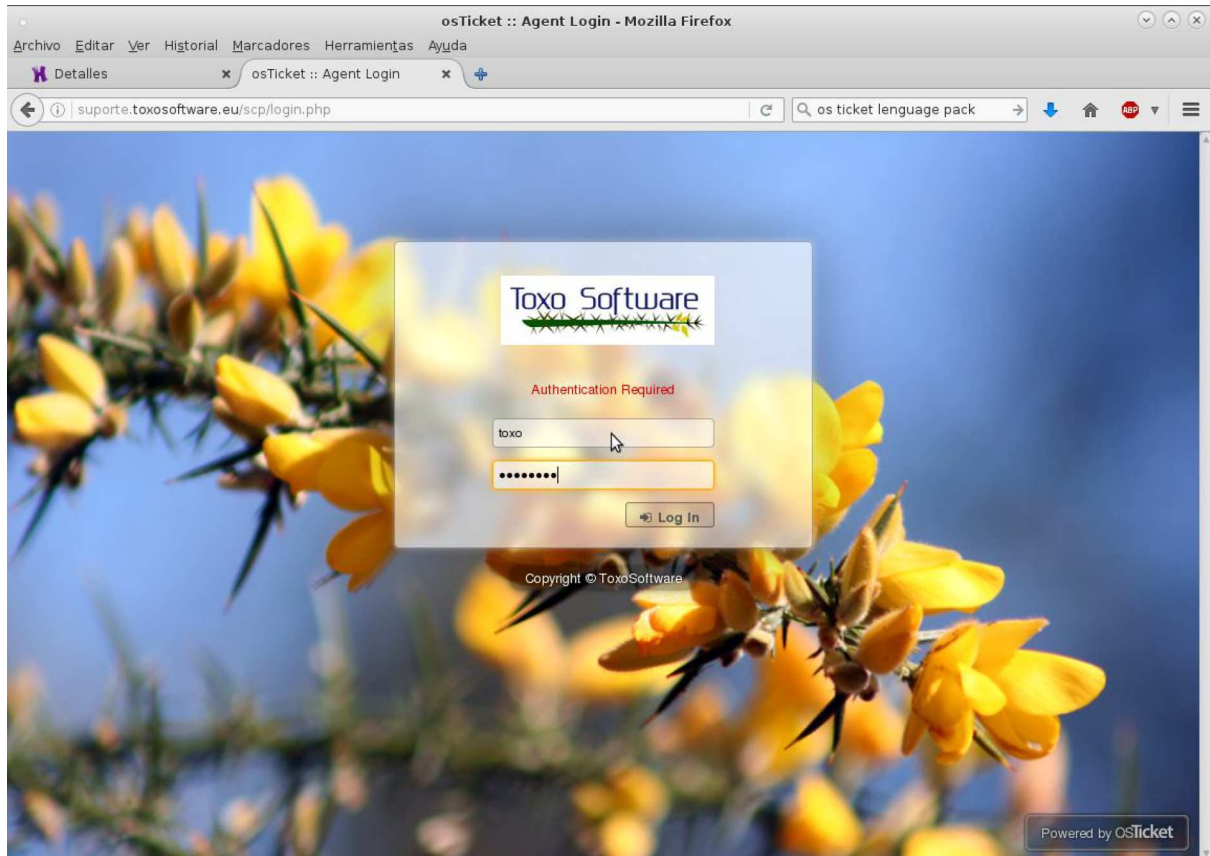 osTicket :: Agent Login - Mozilla Firefox
Archivo Editar Ver Historial Marcadores Herramientas Ayuda
Detalles
osTicket :: Agent Login
suporte.toxosoftware.eu/scp/login.php
os ticket lenguage pack
ABP
Toxo Software
Authentication Required
toxo
••••••••
Log In
Copyright © ToxoSoftware
Powered by OSTicket